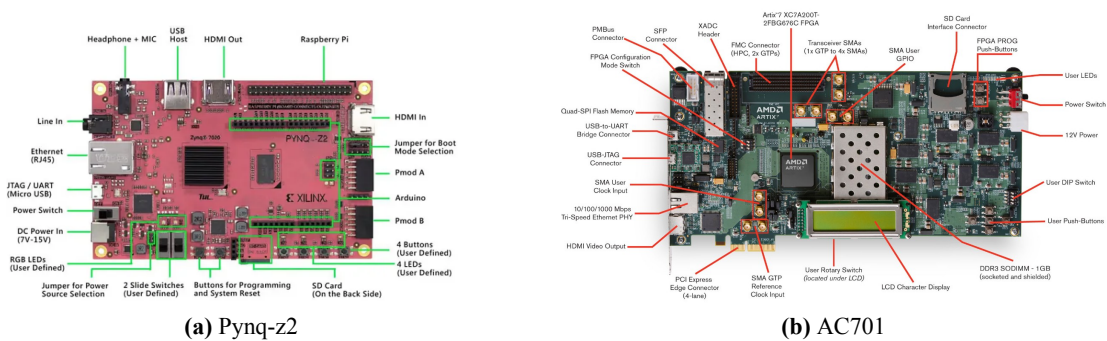 Headphone + MIC
USB
Host
HDMI Out
Raspberry Pi
Line In
Ethernet
(RJ45)
JTAG / UART
(Micro USB)
Power Switch
DC Power In
(7V-15V)
RGB LEDs
(User Defined)
Jumper for Power
Source Selection
2 Slide Switches
(User Defined)
Buttons for Programming
and System Reset
SD Card
(On the Back Side)
4 LEDs
(User Defined)
4 Buttons
(User Defined)
Pmod B
Arduino
Pmod A
Jumper for Boot
Mode Selection
HDMI In
PYNQ-Z2
XILINX
(a) Pynq-z2
PMBus
Connector
SFP
Connector
XADC
Header
Artix®7 XC7A200T-
2FBG676C FPGA
FMC Connector
(HPC, 2x GTPs)
Transceiver SMAs
(1x GTP to 4x SMAs)
SMA User
GPIO
SD Card
Interface Connector
FPGA PROG
Push-Buttons
User LEDs
Power Switch
12V Power
User DIP Switch
User Push-Buttons
DDR3 SODIMM - 1GB
(socketed and shielded)
LCD Character Display
User Rotary Switch
(located under LCD)
SMA GTP
Reference
Clock Input
PCI Express
Edge Connector
(4-lane)
HDMI Video Output
10/100/1000 Mbps
Tri-Speed Ethernet PHY
SMA User
Clock Input
USB-JTAG
Connector
USB-to-UART
Bridge Connector
Quad-SPI Flash Memory
FPGA Configuration
Mode Switch
AMD
ARTIX
AMD
ARTIX
(b) AC701